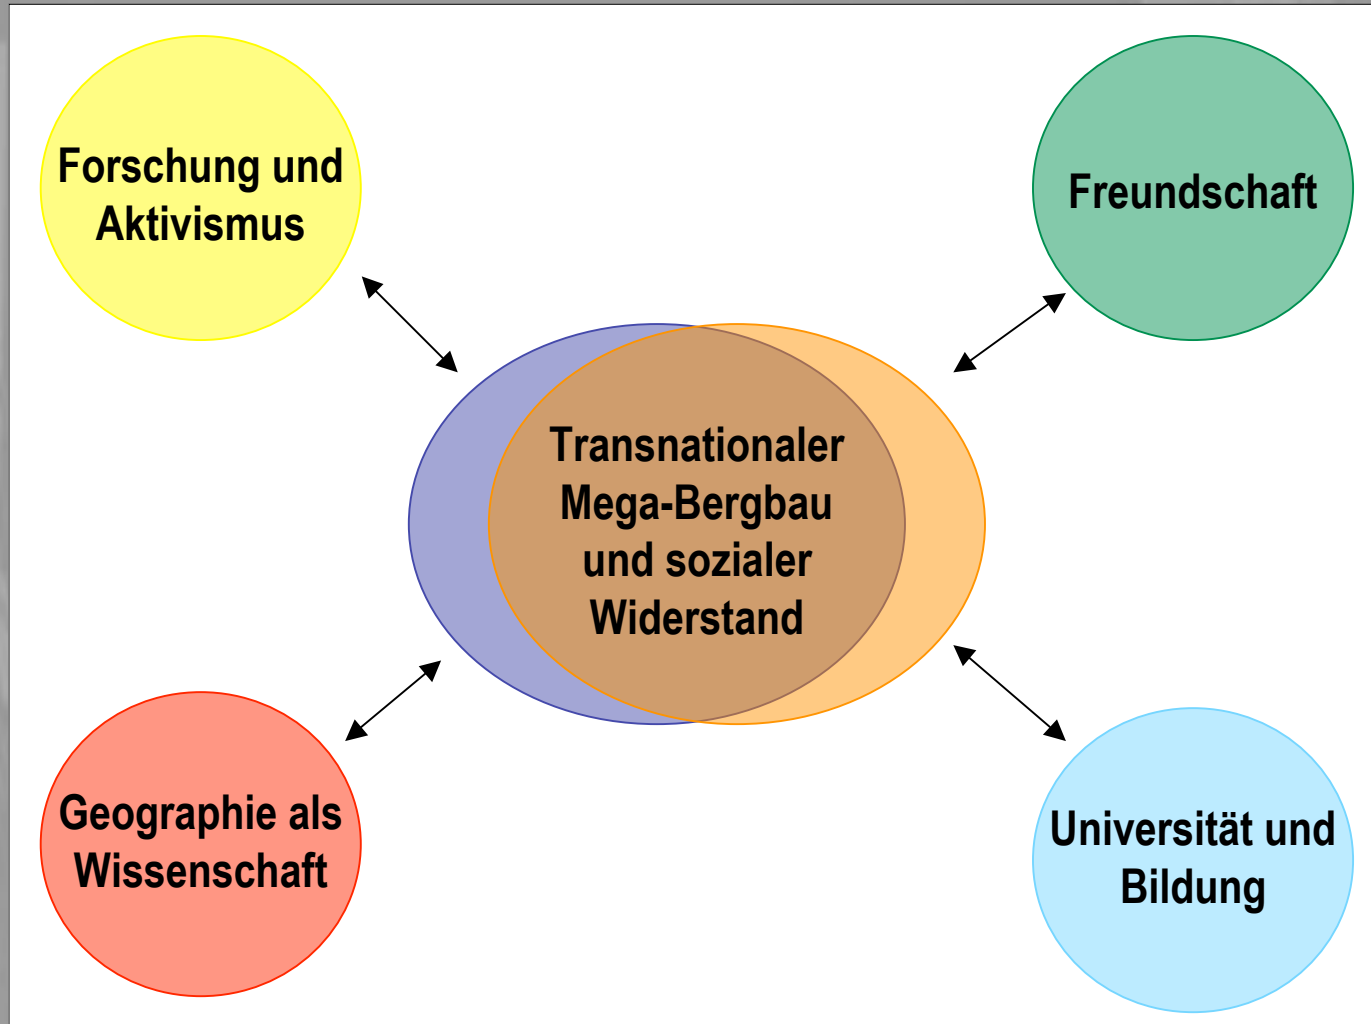 Forschung und
Aktivismus
Freundschaft
Transnationaler
Mega-Bergbau
und sozialer
Widerstand
Geographie als
Wissenschaft
Universität und
Bildung